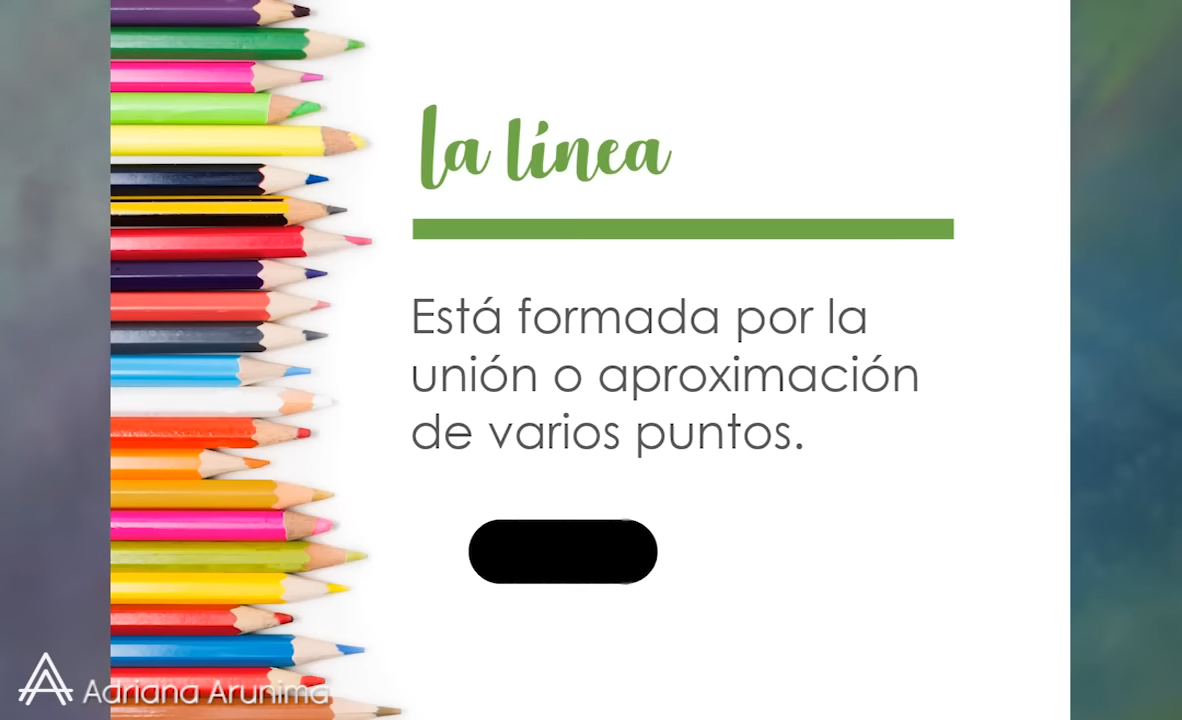 la línea
Está formada por la
unión o aproximación
de varios puntos.
Adriana Arunima